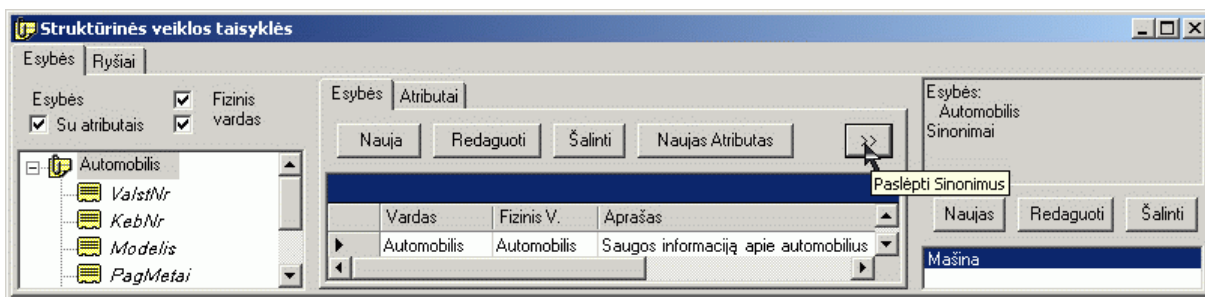 Struktūrinės veiklos taisyklės
Esybės Ryšiai
Esybės Fizinis
Su atributais vardas
Automobilis
ValstNr
KebNr
Modelis
PagMetai
Esybės Atributai
Nauja Redaguoti Šalinti Naujas Atributas >>
Paslėpti Sinonimus
Vardas Fizinis V. Aprašas
Automobilis Automobilis Saugos informaciją apie automobilius
Esybės:
Automobilis
Sinonimai
Naujas Redaguoti Šalinti
Mašina